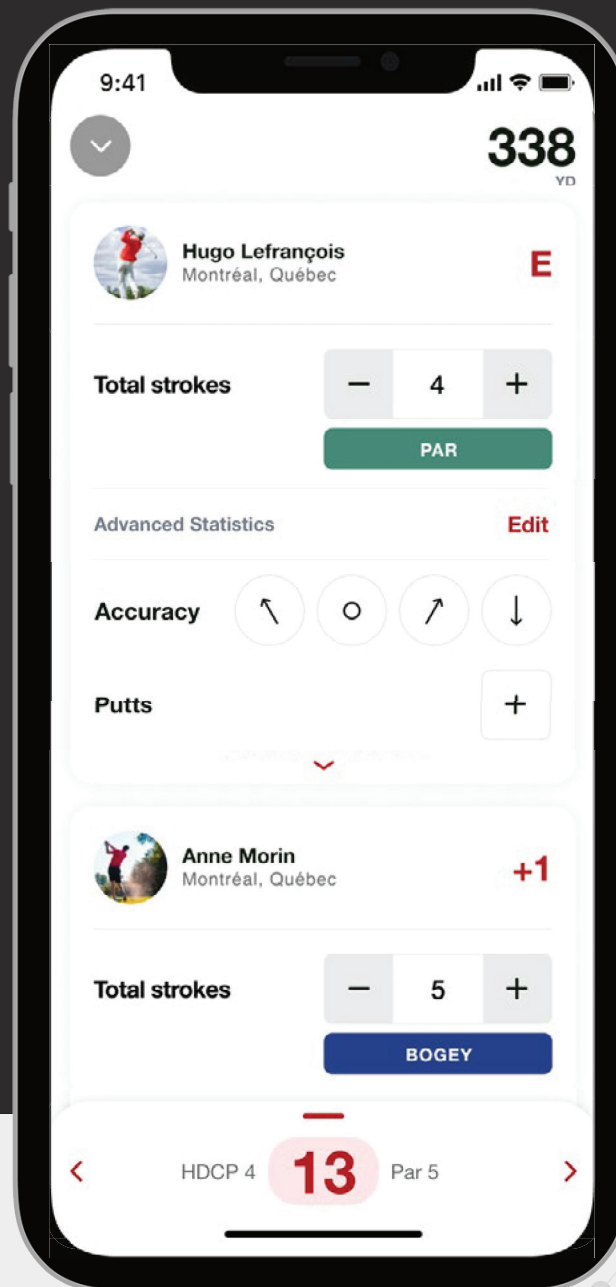 9:41
338
YD
Hugo Lefrançois
Montréal, Québec
E
Total strokes
− 4 +
PAR
Advanced Statistics
Edit
Accuracy
Putts
+
Anne Morin
Montréal, Québec
+1
Total strokes
− 5 +
BOGEY
HDCP 4
13
Par 5